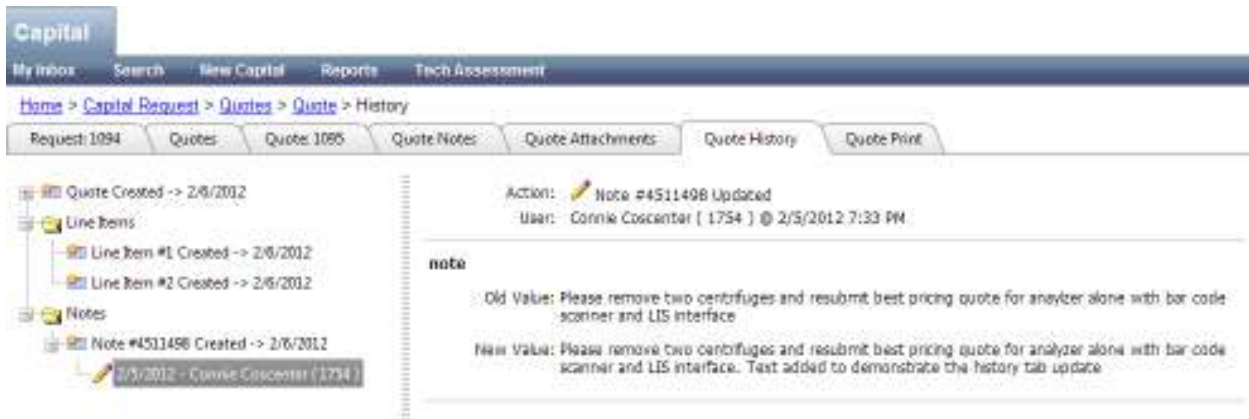 Capital
My Inbox Search New Capital Reports Tech Assessment
Home > Capital Request > Quotes > Quote > History
Request: 1094 Quotes Quote: 1095 Quote Notes Quote Attachments Quote History Quote Print
Quote Created -> 2/6/2012
Line Items
Line Item #1 Created -> 2/6/2012
Line Item #2 Created -> 2/6/2012
Notes
Note #4511498 Created -> 2/6/2012
2/5/2012 - Connie Coscenter ( 1754 )
Action: Note #4511498 Updated
User: Connie Coscenter ( 1754 ) @ 2/5/2012 7:33 PM
note
Old Value: Please remove two centrifuges and resubmit best pricing quote for anaylzer alone with bar code
scanner and LIS interface
New Value: Please remove two centrifuges and resubmit best pricing quote for analyzer alone with bar code
scanner and LIS interface. Text added to demonstrate the history tab update